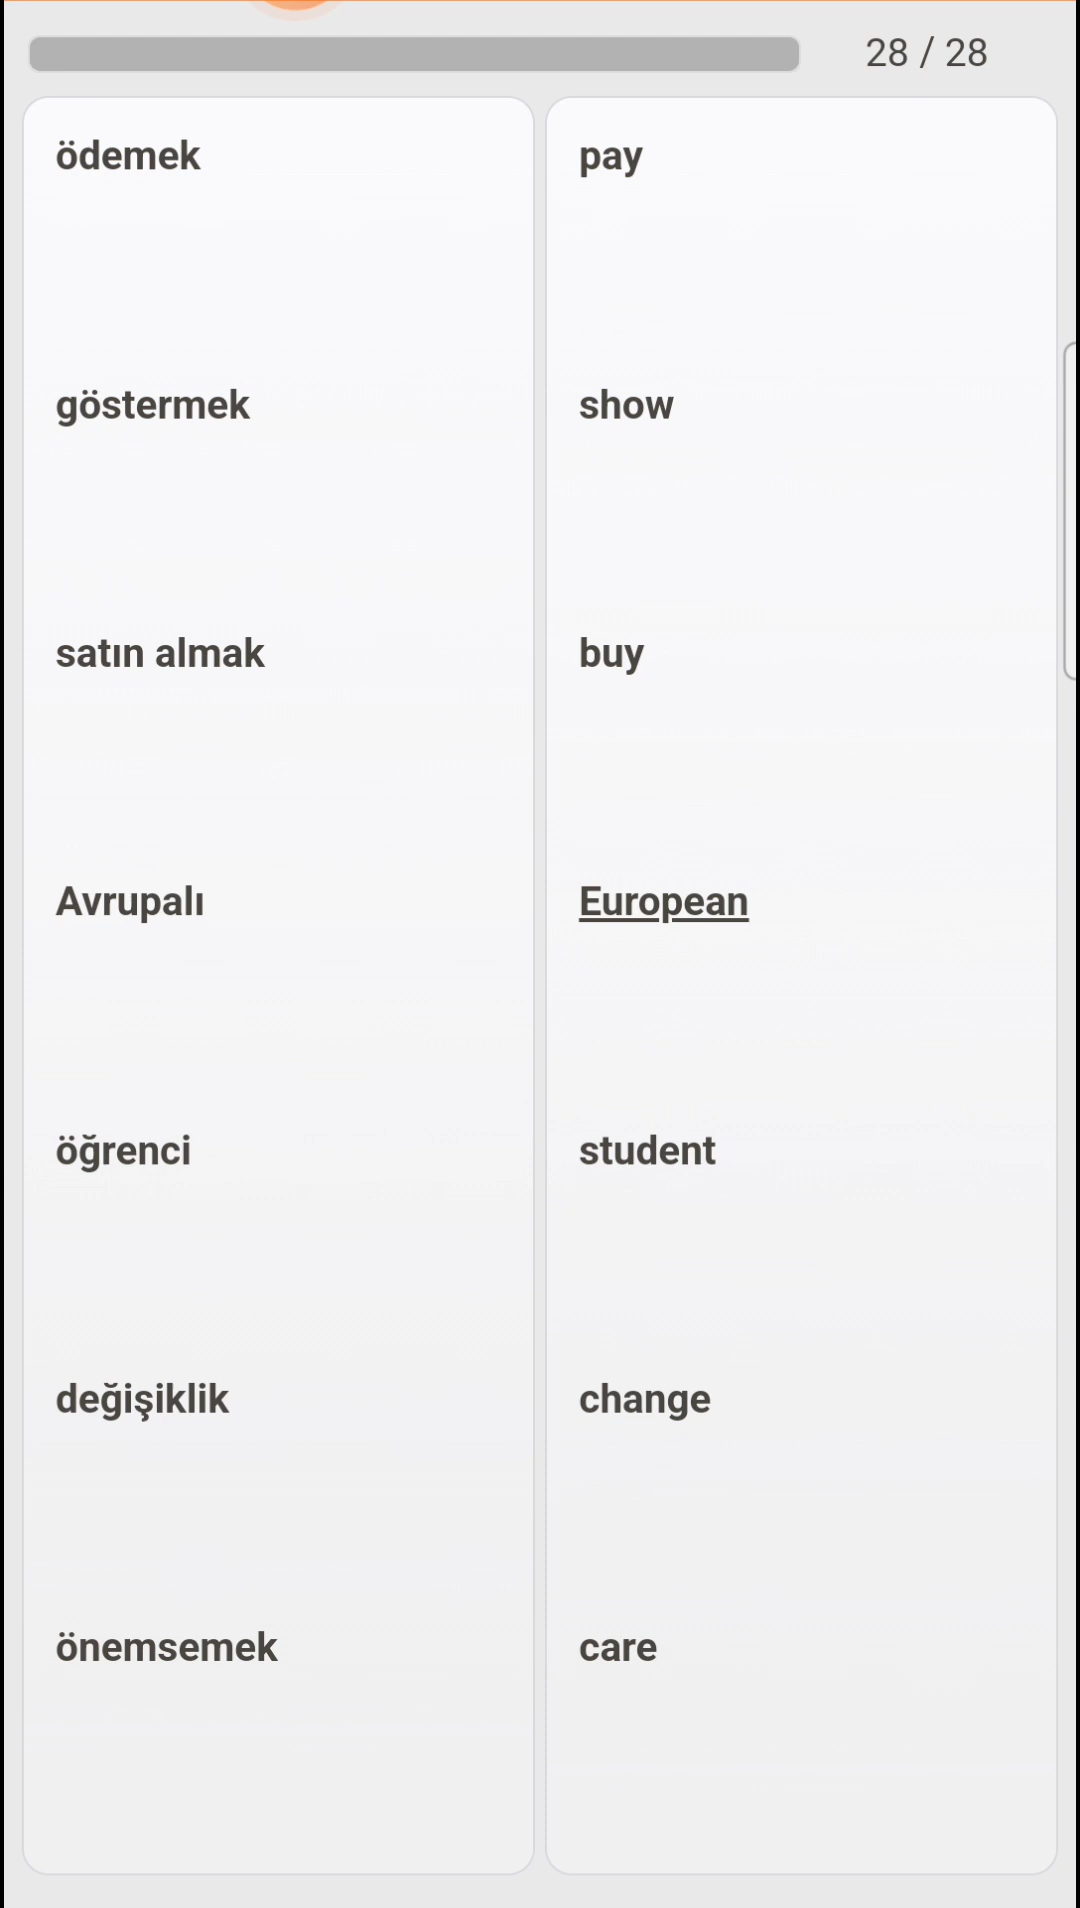 28 / 28
ödemek
pay
göstermek
show
satın almak
buy
Avrupalı
European
öğrenci
student
değişiklik
change
önemsemek
care